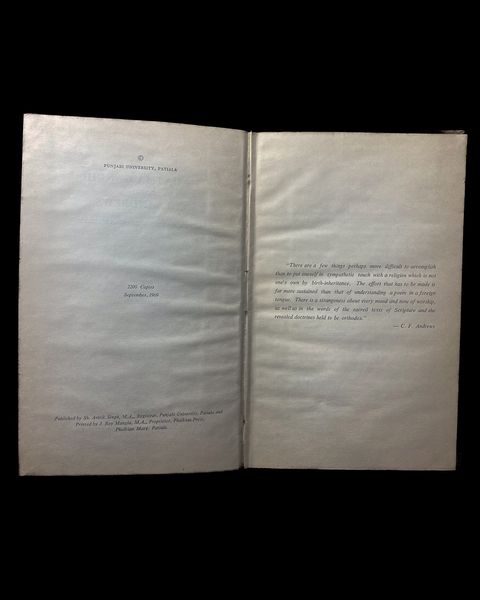 ©
PUNJABI UNIVERSITY, PATIALA
2200 Copies
September, 1969
Published by Sh. Avtok Singh, M.A., Registrar, Punjabi University, Patiala and
Printed by J. Roy Mangla, M.A., Proprietor, Phulkian Press,
Phulkian Marg, Patiala.
"There are a few things perhaps more difficult to accomplish
than to put oneself in sympathetic touch with a religion which is not
one's own by birth-inheritance. The effort that has to be made is
far more sustained than that of understanding a poem in a foreign
tongue. There is a strangeness about every mood and tone of worship,
as well as in the words of the sacred texts of Scripture and the
revealed doctrines held to be orthodox."
— C. F. Andrews